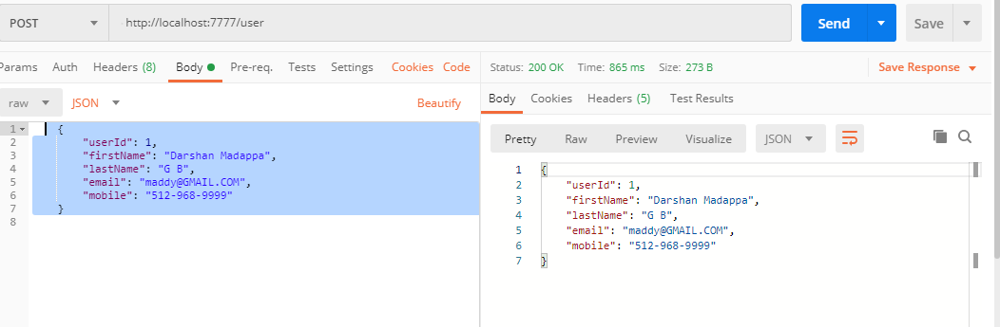 POST http://localhost:7777/user Send Save
Params Auth Headers (8) Body Pre-req. Tests Settings Cookies Code
raw JSON Beautify
1 {
2 "userId": 1,
3 "firstName": "Darshan Madappa",
4 "lastName": "G B",
5 "email": "maddy@GMAIL.COM",
6 "mobile": "512-968-9999"
7 }
8
Status: 200 OK Time: 865 ms Size: 273 B Save Response
Body Cookies Headers (5) Test Results
Pretty Raw Preview Visualize JSON
1 {
2 "userId": 1,
3 "firstName": "Darshan Madappa",
4 "lastName": "G B",
5 "email": "maddy@GMAIL.COM",
6 "mobile": "512-968-9999"
7 }